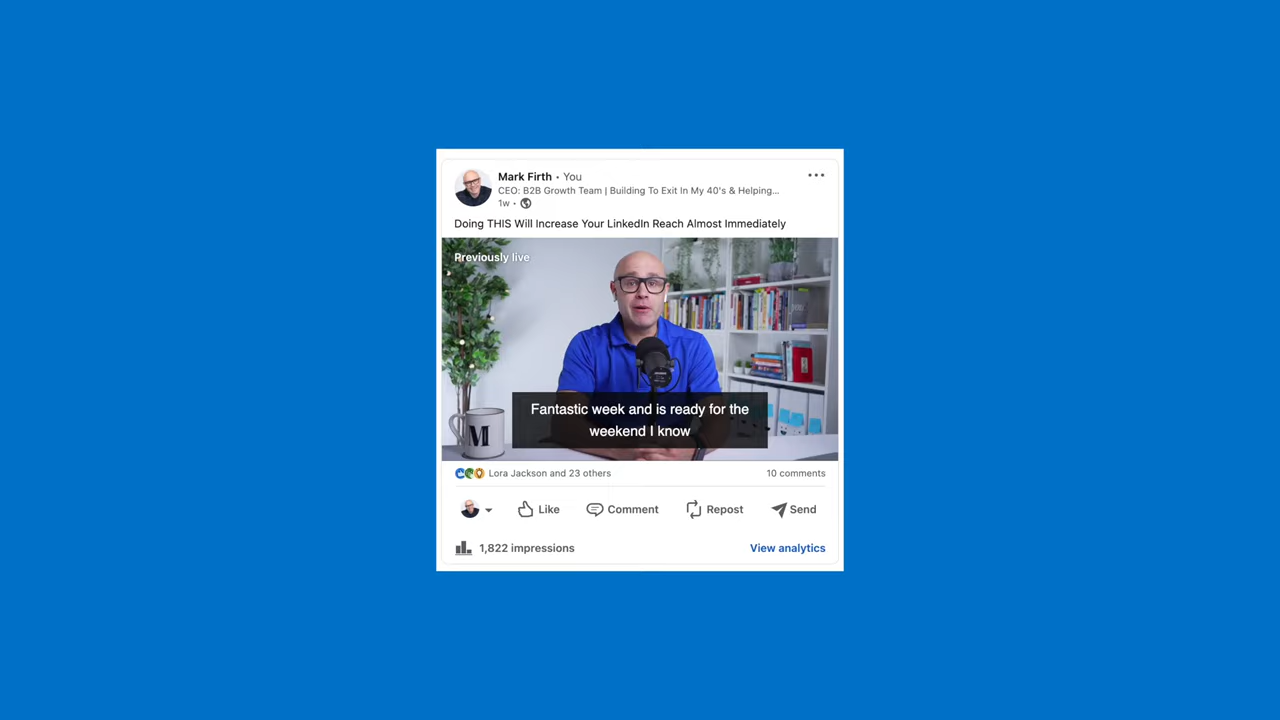 Mark Firth • You
CEO: B2B Growth Team | Building To Exit In My 40's & Helping...
1w •
Doing THIS Will Increase Your LinkedIn Reach Almost Immediately
Previously live
M
Fantastic week and is ready for the
weekend I know
Lora Jackson and 23 others
10 comments
Like
Comment
Repost
Send
1,822 impressions
View analytics